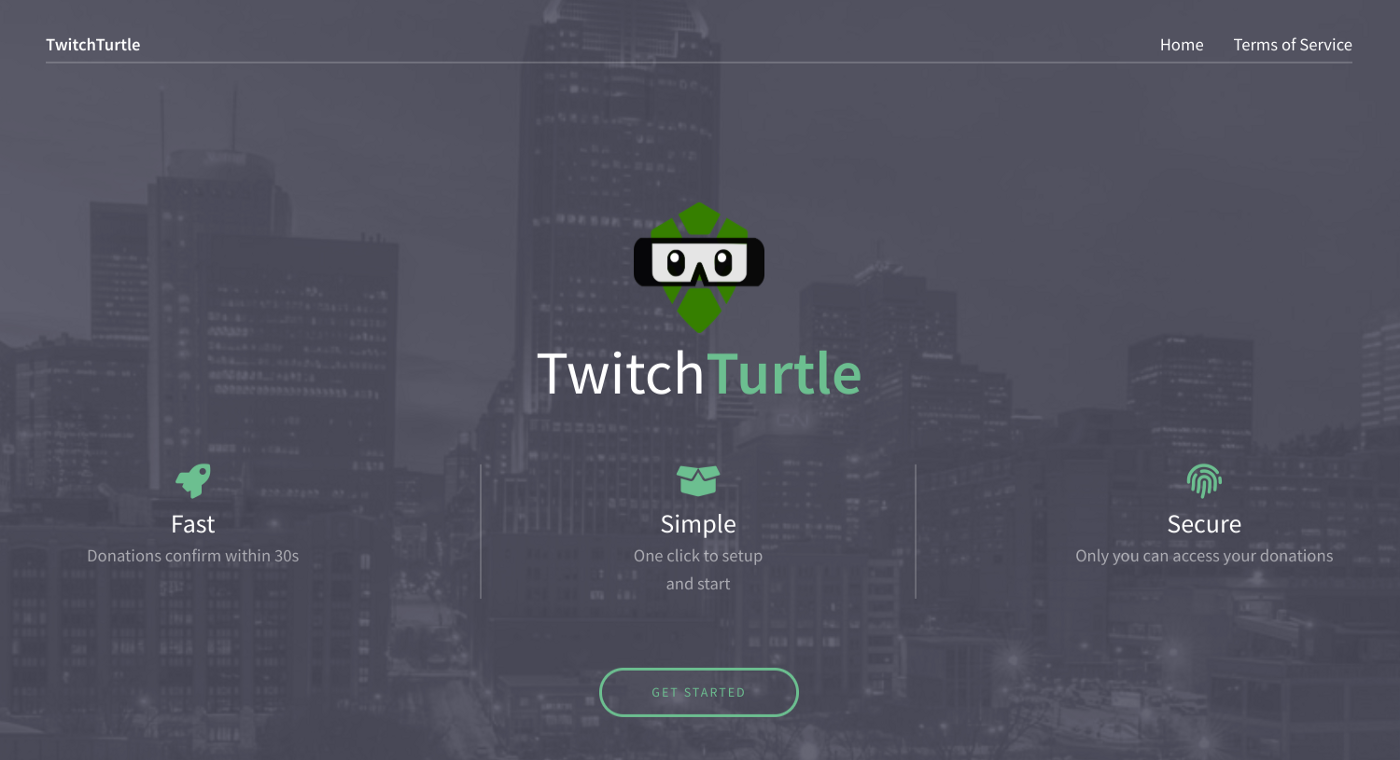 TwitchTurtle
Home
Terms of Service
TwitchTurtle
Fast
Donations confirm within 30s
Simple
One click to setup
and start
Secure
Only you can access your donations
GET STARTED